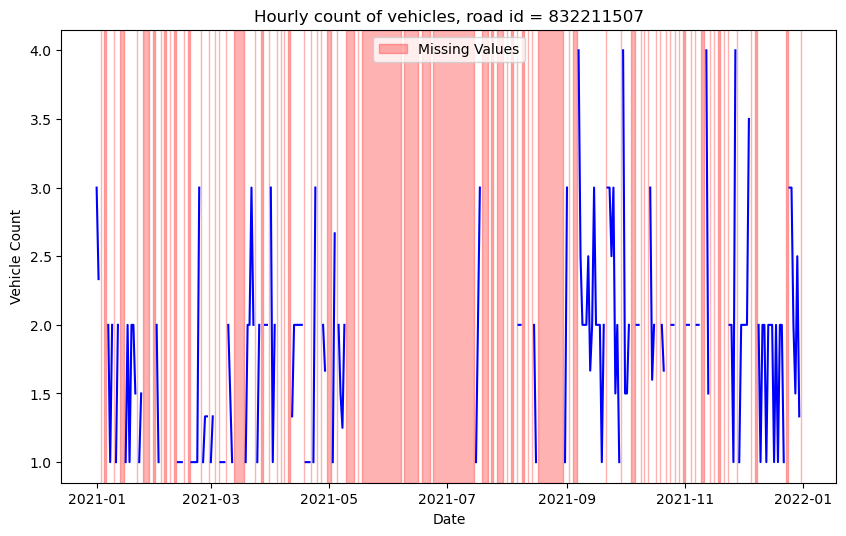 Hourly count of vehicles, road id = 832211507
Missing Values
4.0
3.5
3.0
2.5
2.0
1.5
1.0
Vehicle Count
2021-01 2021-03 2021-05 2021-07 2021-09 2021-11 2022-01
Date